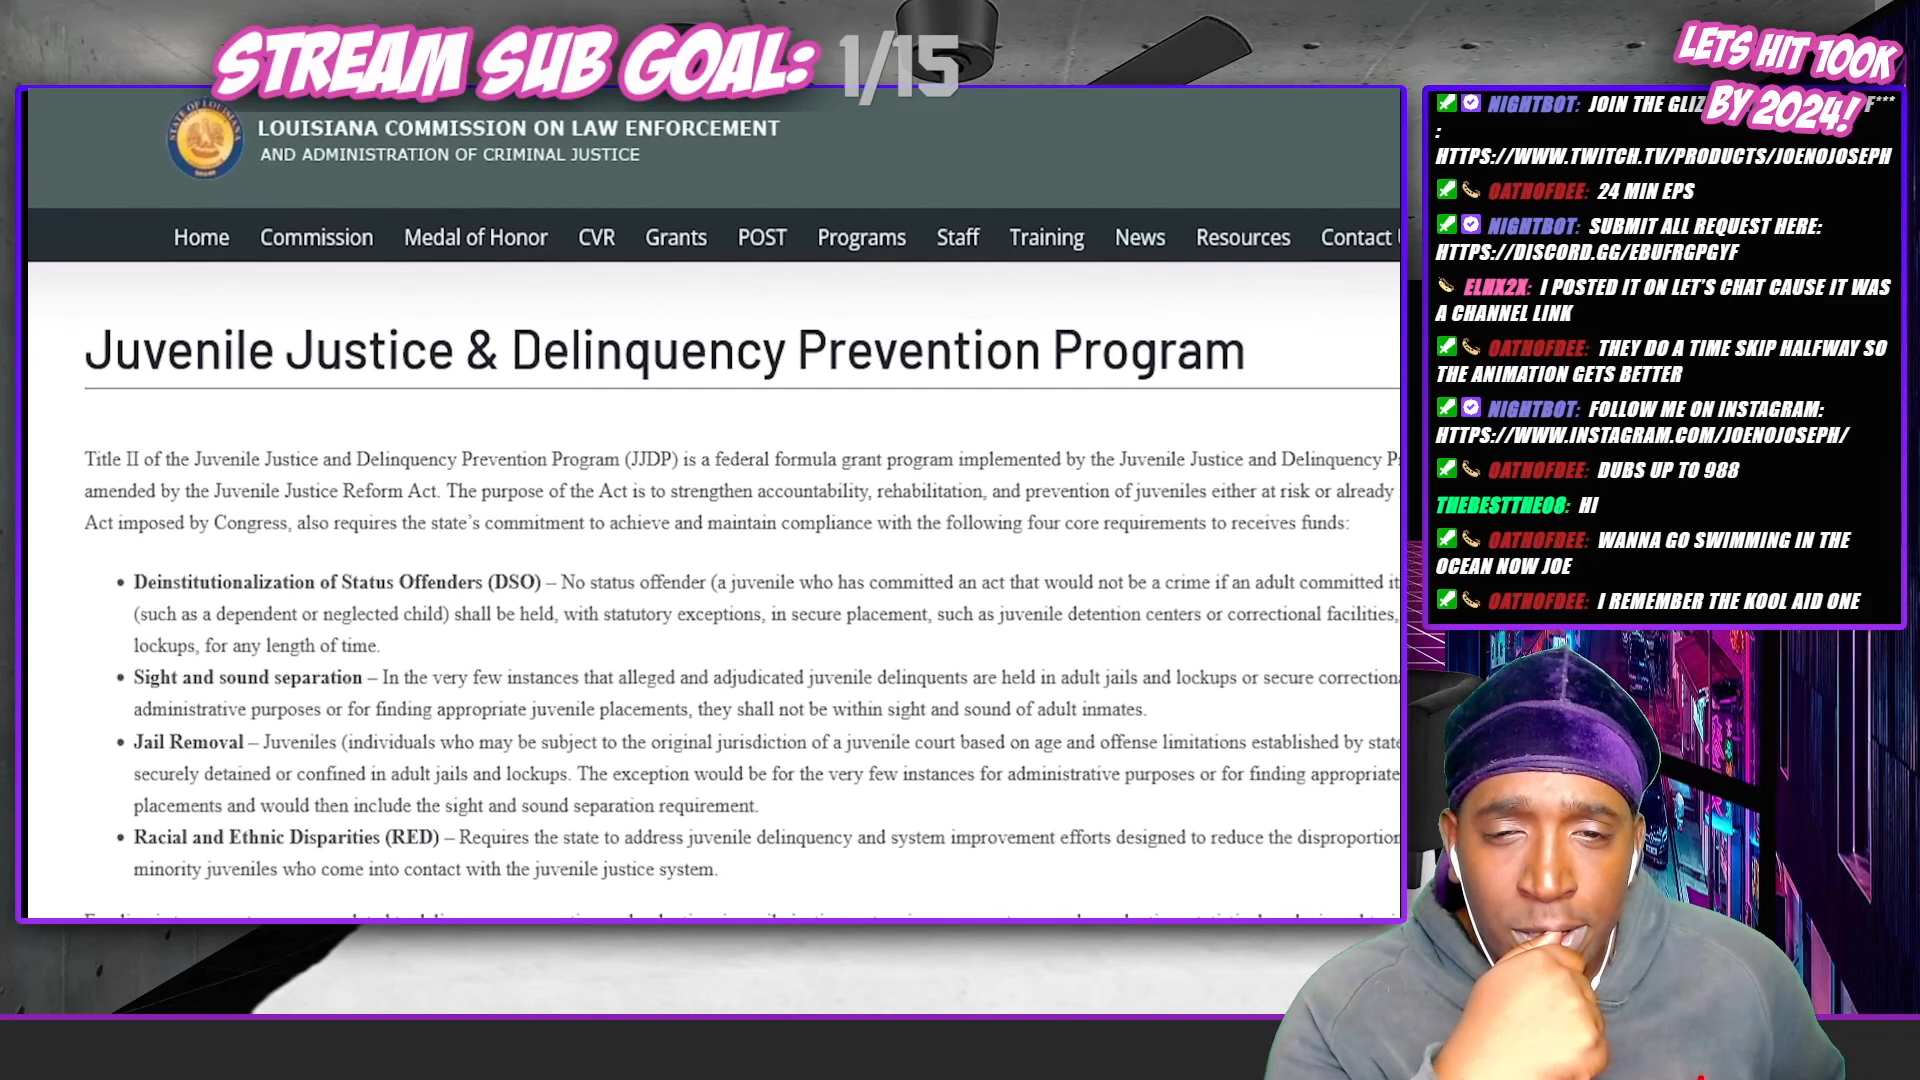 STREAM SUB GOAL: 1/15
LETS HIT 100K
BY 2024!
STATE OF LOUISIANA
LOUISIANA COMMISSION ON LAW ENFORCEMENT
AND ADMINISTRATION OF CRIMINAL JUSTICE
Home Commission Medal of Honor CVR Grants POST Programs Staff Training News Resources Contact
Juvenile Justice & Delinquency Prevention Program
Title II of the Juvenile Justice and Delinquency Prevention Program (JJDP) is a federal formula grant program implemented by the Juvenile Justice and Delinquency P
amended by the Juvenile Justice Reform Act. The purpose of the Act is to strengthen accountability, rehabilitation, and prevention of juveniles either at risk or already
Act imposed by Congress, also requires the state's commitment to achieve and maintain compliance with the following four core requirements to receives funds:
• Deinstitutionalization of Status Offenders (DSO) – No status offender (a juvenile who has committed an act that would not be a crime if an adult committed it
(such as a dependent or neglected child) shall be held, with statutory exceptions, in secure placement, such as juvenile detention centers or correctional facilities,
lockups, for any length of time.
• Sight and sound separation – In the very few instances that alleged and adjudicated juvenile delinquents are held in adult jails and lockups or secure correction
administrative purposes or for finding appropriate juvenile placements, they shall not be within sight and sound of adult inmates.
• Jail Removal – Juveniles (individuals who may be subject to the original jurisdiction of a juvenile court based on age and offense limitations established by state
securely detained or confined in adult jails and lockups. The exception would be for the very few instances for administrative purposes or for finding appropriate
placements and would then include the sight and sound separation requirement.
• Racial and Ethnic Disparities (RED) – Requires the state to address juvenile delinquency and system improvement efforts designed to reduce the disproportion
minority juveniles who come into contact with the juvenile justice system.
NIGHTBOT: JOIN THE GLIZ F***
:
HTTPS://WWW.TWITCH.TV/PRODUCTS/JOENOJOSEPH
OATHOFDEE: 24 MIN EPS
NIGHTBOT: SUBMIT ALL REQUEST HERE:
HTTPS://DISCORD.GG/EBUFRGPGYF
ELHX2X: I POSTED IT ON LET'S CHAT CAUSE IT WAS
A CHANNEL LINK
OATHOFDEE: THEY DO A TIME SKIP HALFWAY SO
THE ANIMATION GETS BETTER
NIGHTBOT: FOLLOW ME ON INSTAGRAM:
HTTPS://WWW.INSTAGRAM.COM/JOENOJOSEPH/
OATHOFDEE: DUBS UP TO 988
THEBESTTHE08: HI
OATHOFDEE: WANNA GO SWIMMING IN THE
OCEAN NOW JOE
OATHOFDEE: I REMEMBER THE KOOL AID ONE